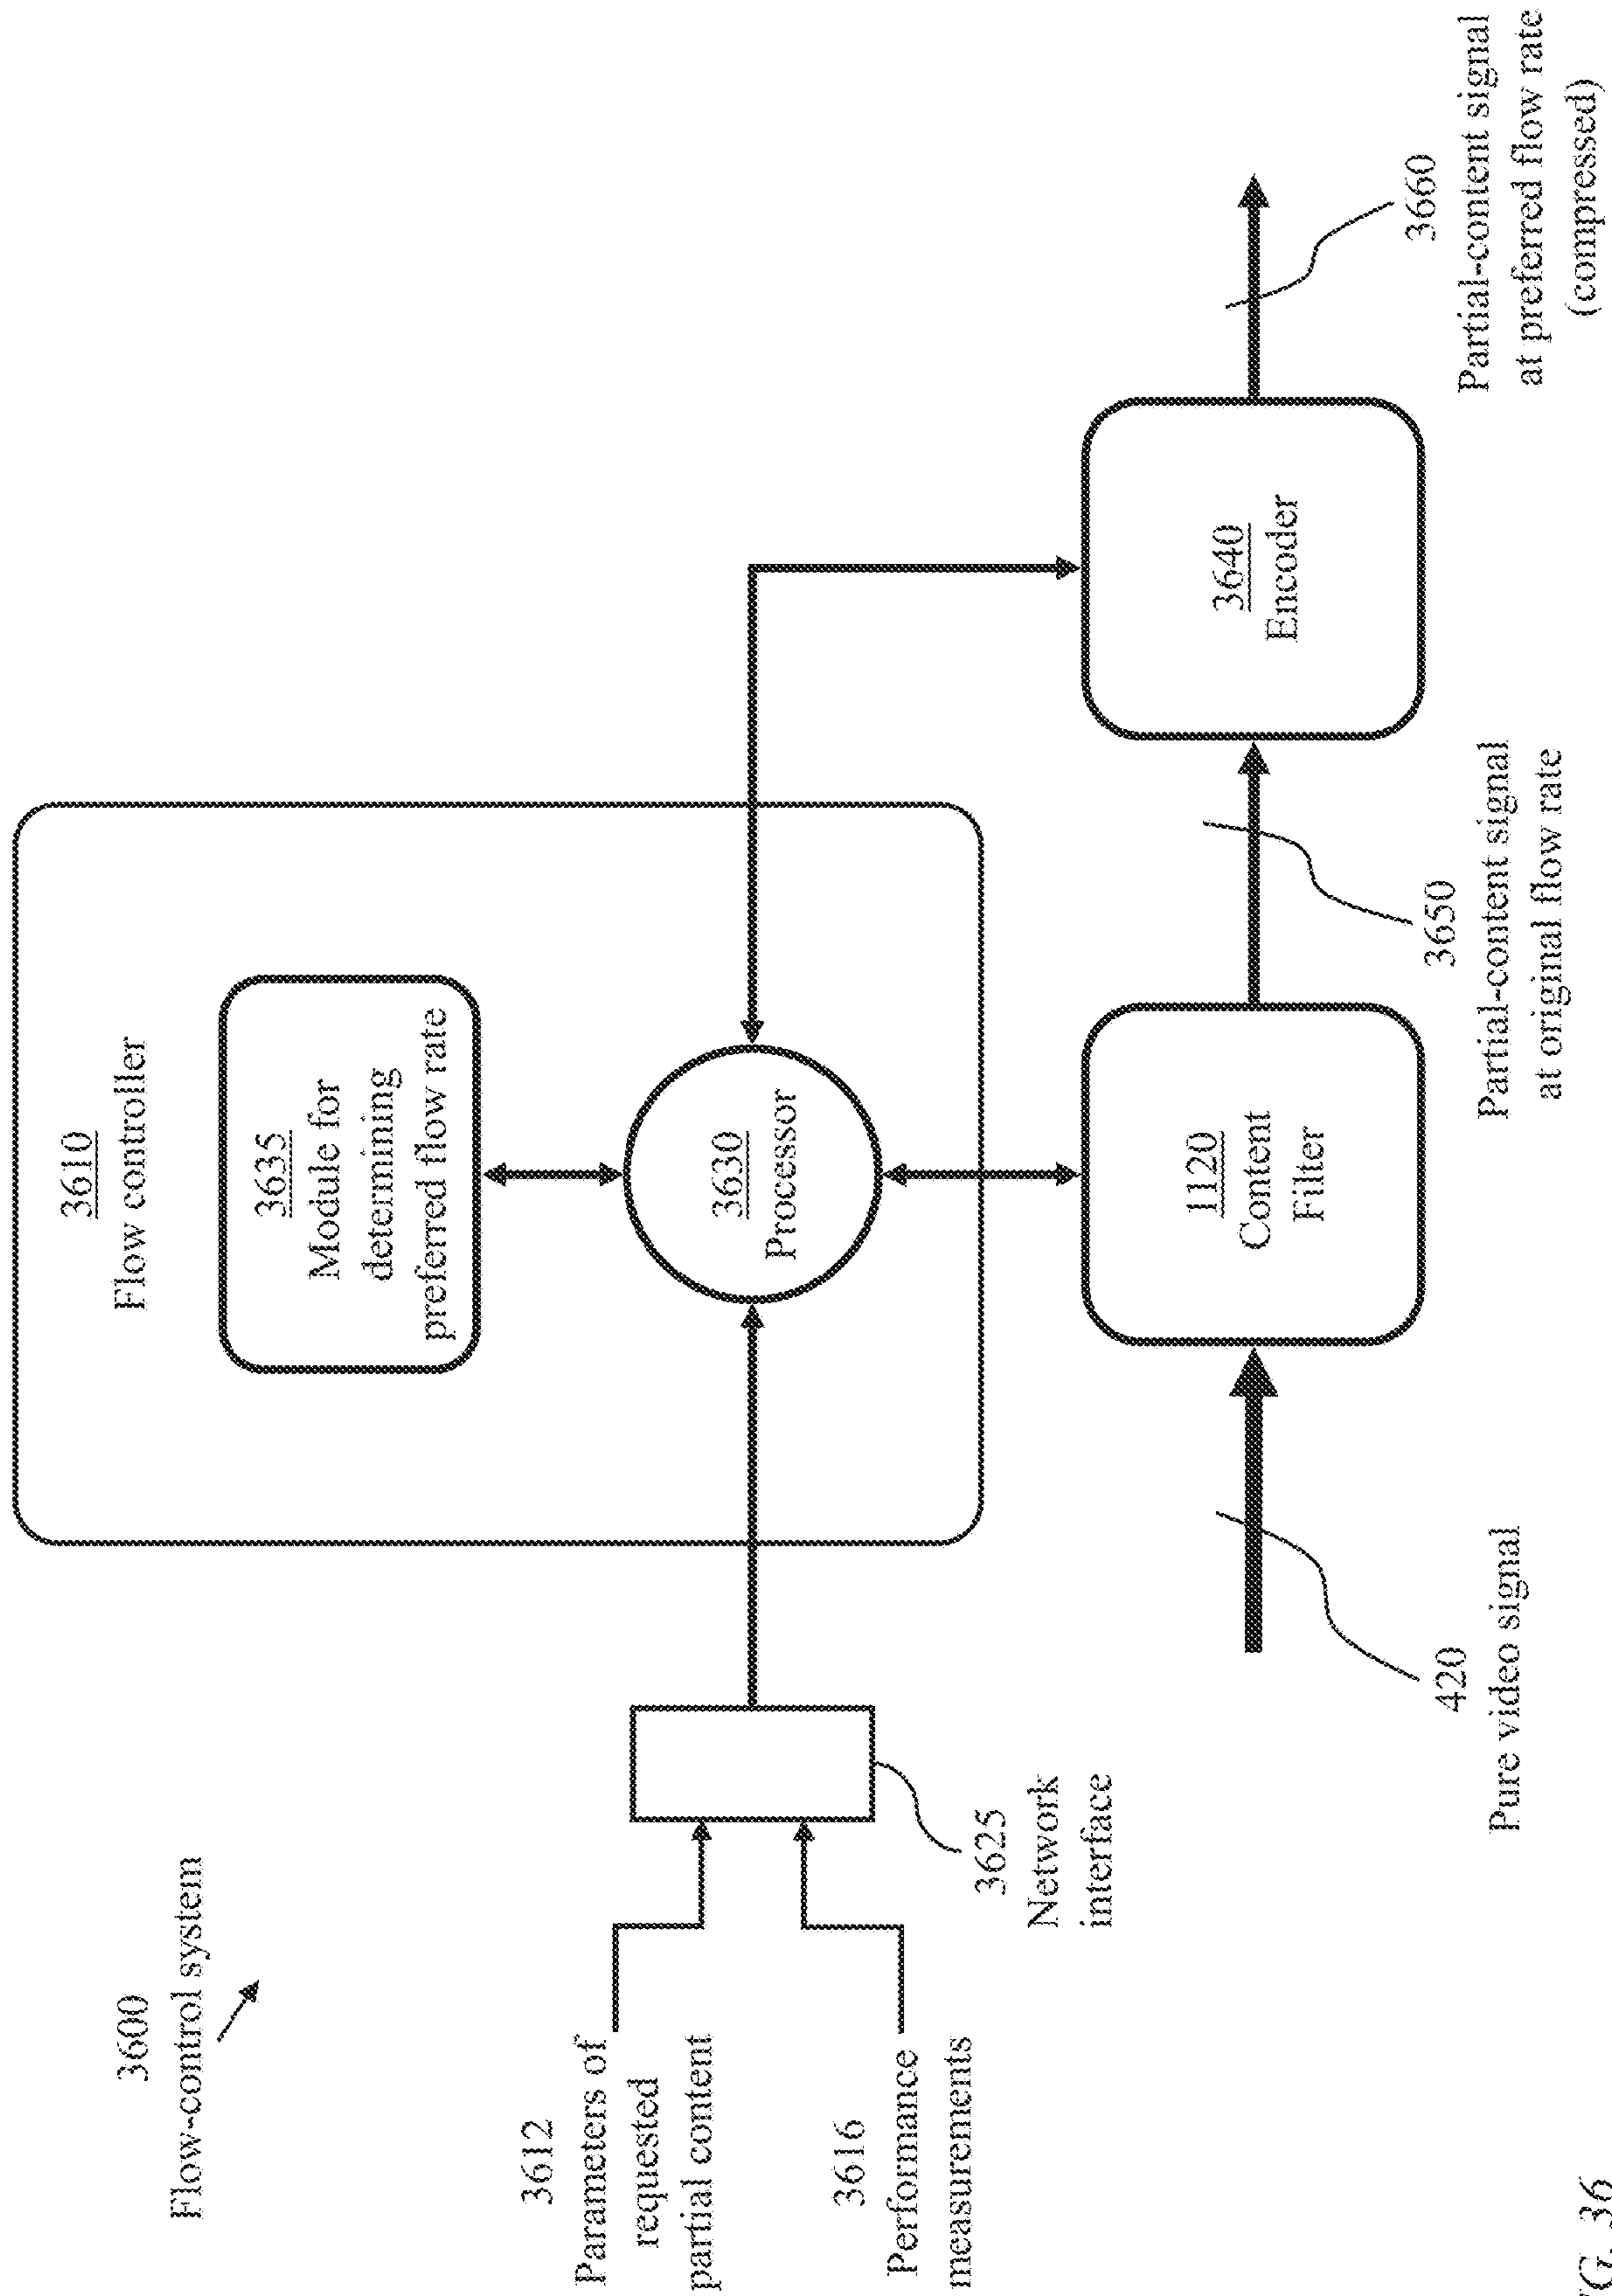 3600
Flow-control system
3610
Flow controller
3635
Module for
determining
preferred flow rate
3612
Parameters of
requested
partial content
3616
Performance
measurements
3625
Network
interface
3630
Processor
1120
Content
Filter
3640
Encoder
420
Pure video signal
3650
Partial-content signal
at original flow rate
3660
Partial-content signal
at preferred flow rate
(compressed)
36